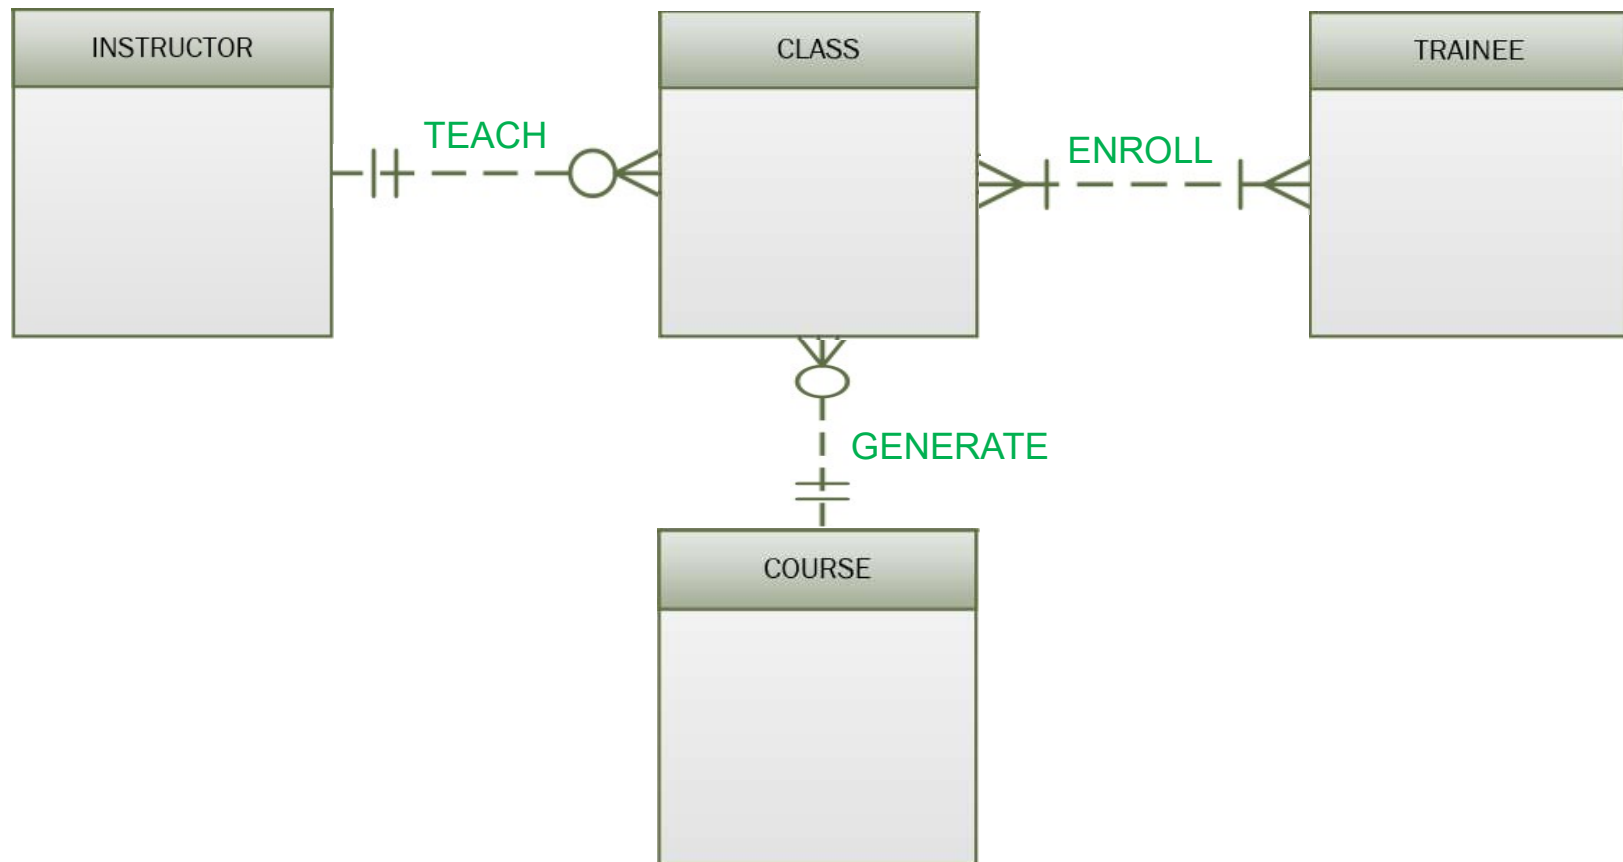 INSTRUCTOR
CLASS
TRAINEE
TEACH
ENROLL
GENERATE
COURSE